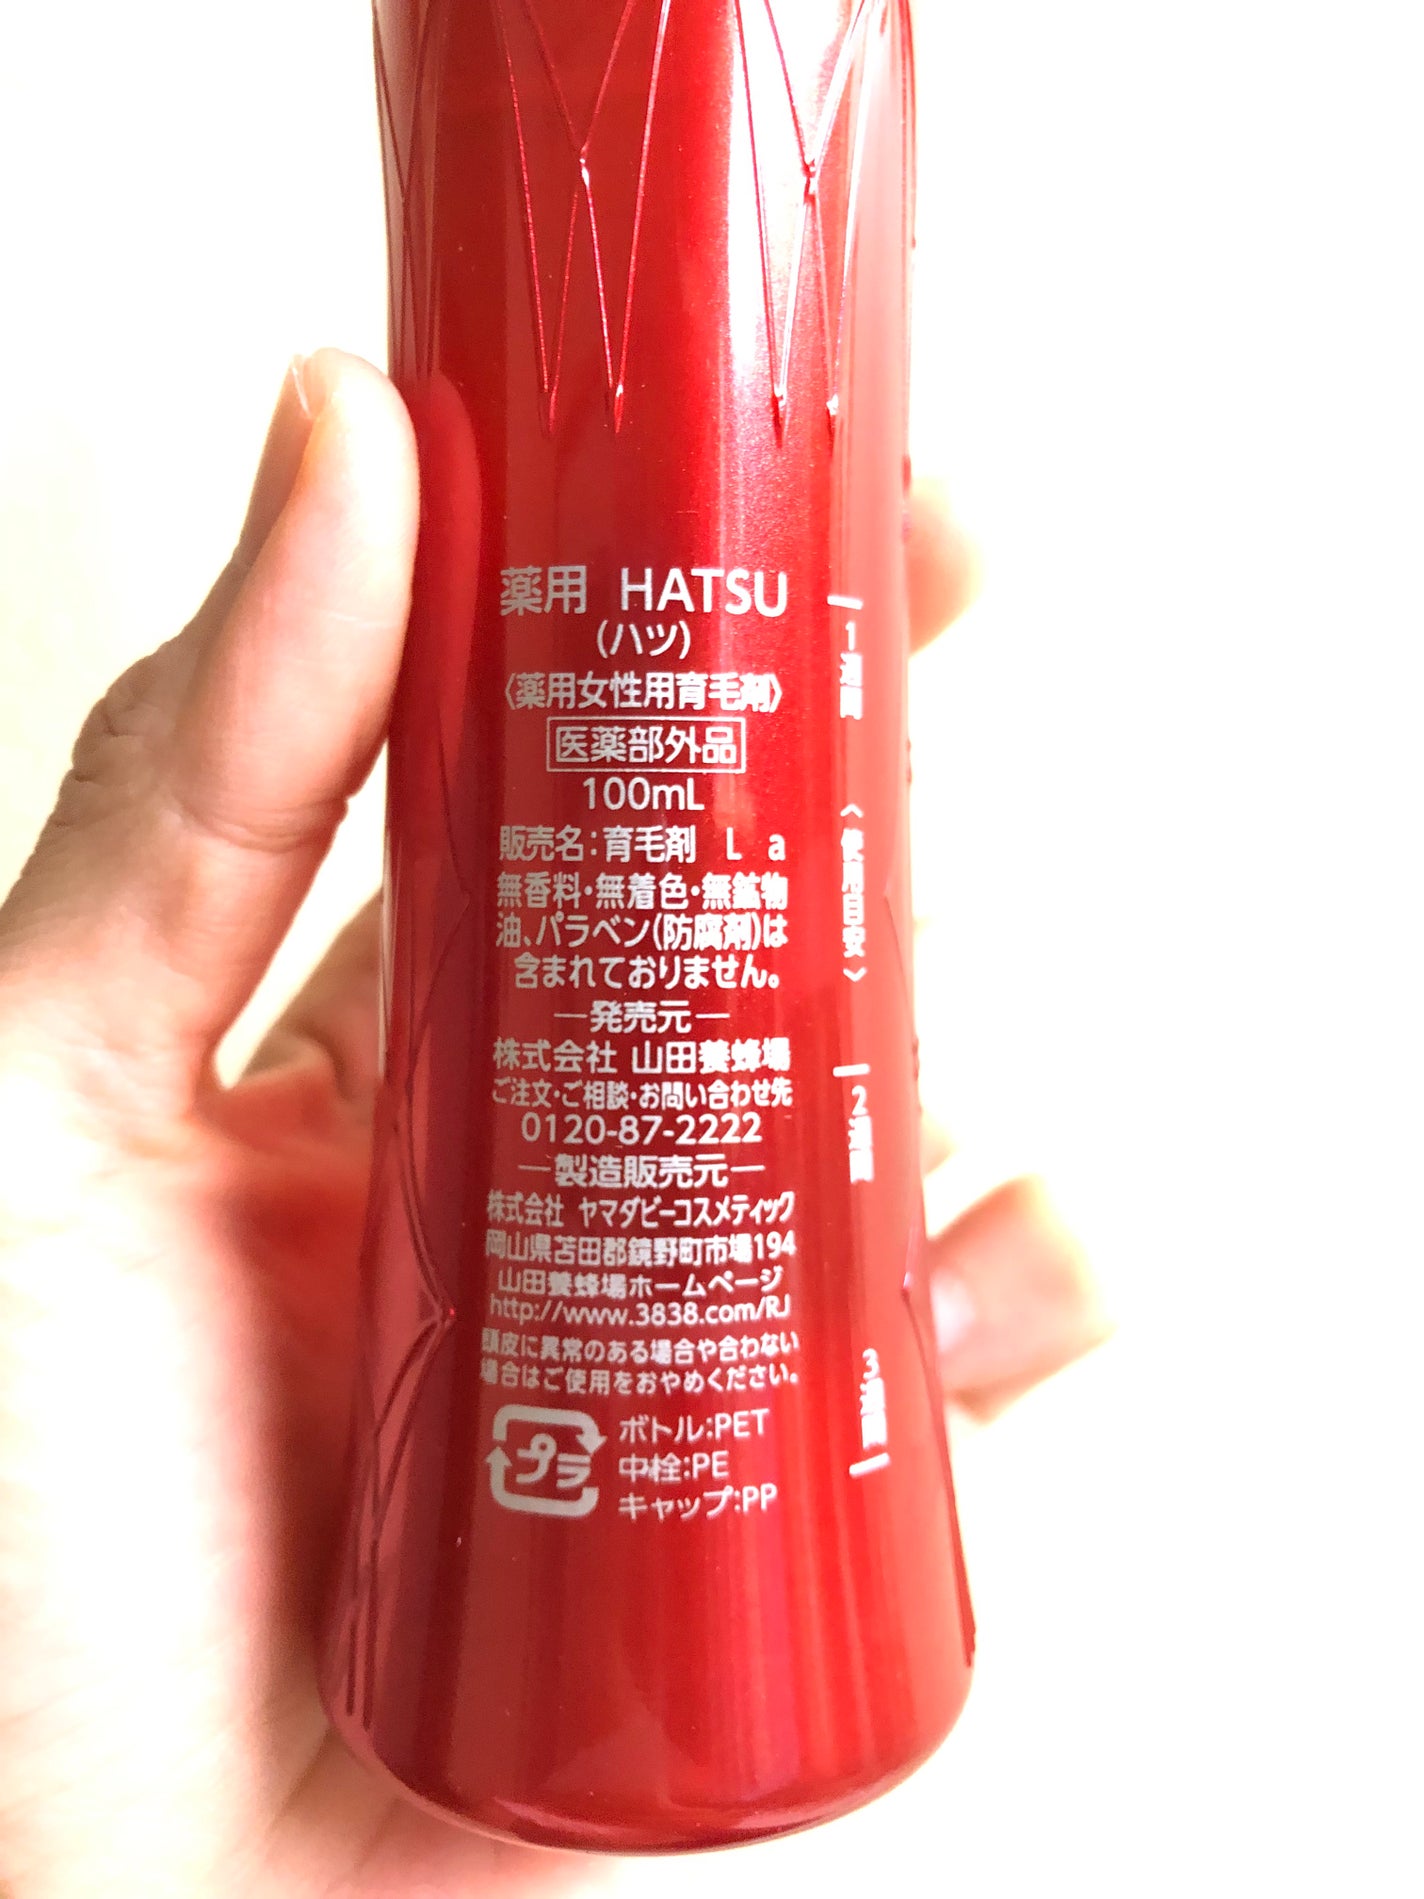 薬用 HATSU
（ハツ）
〈薬用女性用育毛剤〉
医薬部外品
100mL
販売名：育毛剤 L a
無香料・無着色・無鉱物
油、パラベン（防腐剤）は
含まれておりません。
―発売元―
株式会社 山田養蜂場
ご注文・ご相談・お問い合わせ先
0120-87-2222
―製造販売元―
株式会社 ヤマダビーコスメティック
岡山県苫田郡鏡野町市場194
山田養蜂場ホームページ
http://www.3838.com/RJ
頭皮に異常のある場合や合わない
場合はご使用をおやめください。
プラ
ボトル：PET
中栓：PE
キャップ：PP
1週間
〈使用目安〉
2週間
3週間